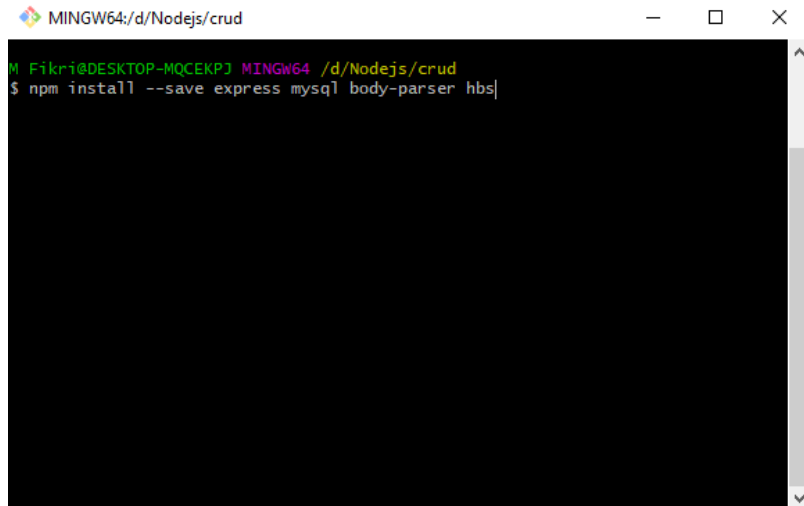 MINGW64:/d/Nodejs/crud
M Fikri@DESKTOP-MQCEKPJ MINGW64 /d/Nodejs/crud
$ npm install --save express mysql body-parser hbs